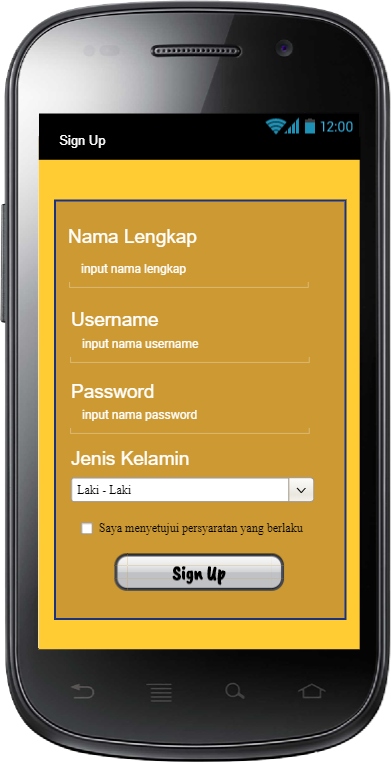 12:00
Sign Up
Nama Lengkap
input nama lengkap
Username
input nama username
Password
input nama password
Jenis Kelamin
Laki - Laki
Saya menyetujui persyaratan yang berlaku
Sign Up